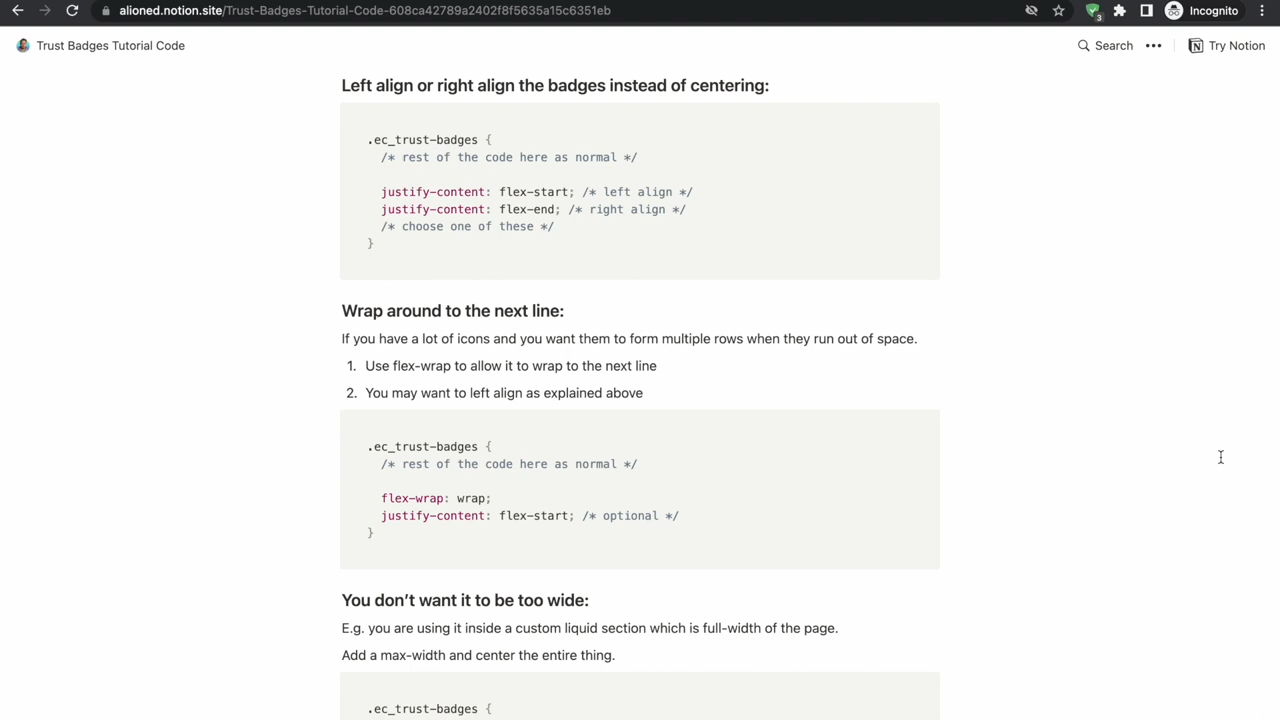 alioned.notion.site/Trust-Badges-Tutorial-Code-608ca42789a2402f8f5635a15c6351eb
3
Incognito
Trust Badges Tutorial Code
Search
Try Notion
Left align or right align the badges instead of centering:
.ec_trust-badges {
/* rest of the code here as normal */
justify-content: flex-start; /* left align */
justify-content: flex-end; /* right align */
/* choose one of these */
}
Wrap around to the next line:
If you have a lot of icons and you want them to form multiple rows when they run out of space.
1. Use flex-wrap to allow it to wrap to the next line
2. You may want to left align as explained above
.ec_trust-badges {
/* rest of the code here as normal */
flex-wrap: wrap;
justify-content: flex-start; /* optional */
}
You don’t want it to be too wide:
E.g. you are using it inside a custom liquid section which is full-width of the page.
Add a max-width and center the entire thing.
.ec_trust-badges {